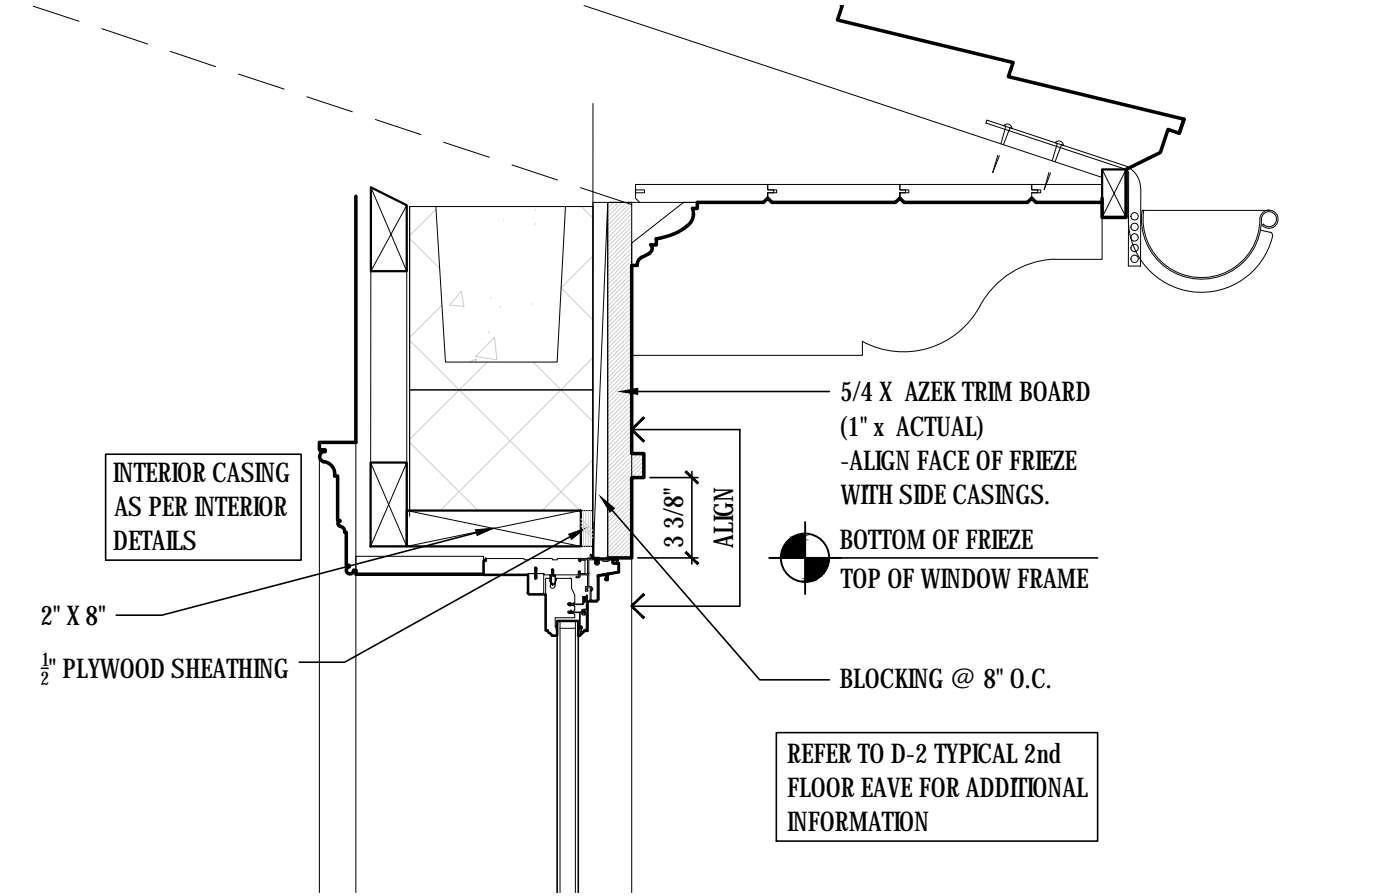 5/4 X AZEK TRIM BOARD
(1" x ACTUAL)
-ALIGN FACE OF FRIEZE
WITH SIDE CASINGS.
INTERIOR CASING
AS PER INTERIOR
DETAILS
3 3/8"
ALIGN
BOTTOM OF FRIEZE
TOP OF WINDOW FRAME
2" X 8"
½" PLYWOOD SHEATHING
BLOCKING @ 8" O.C.
REFER TO D-2 TYPICAL 2nd
FLOOR EAVE FOR ADDITIONAL
INFORMATION